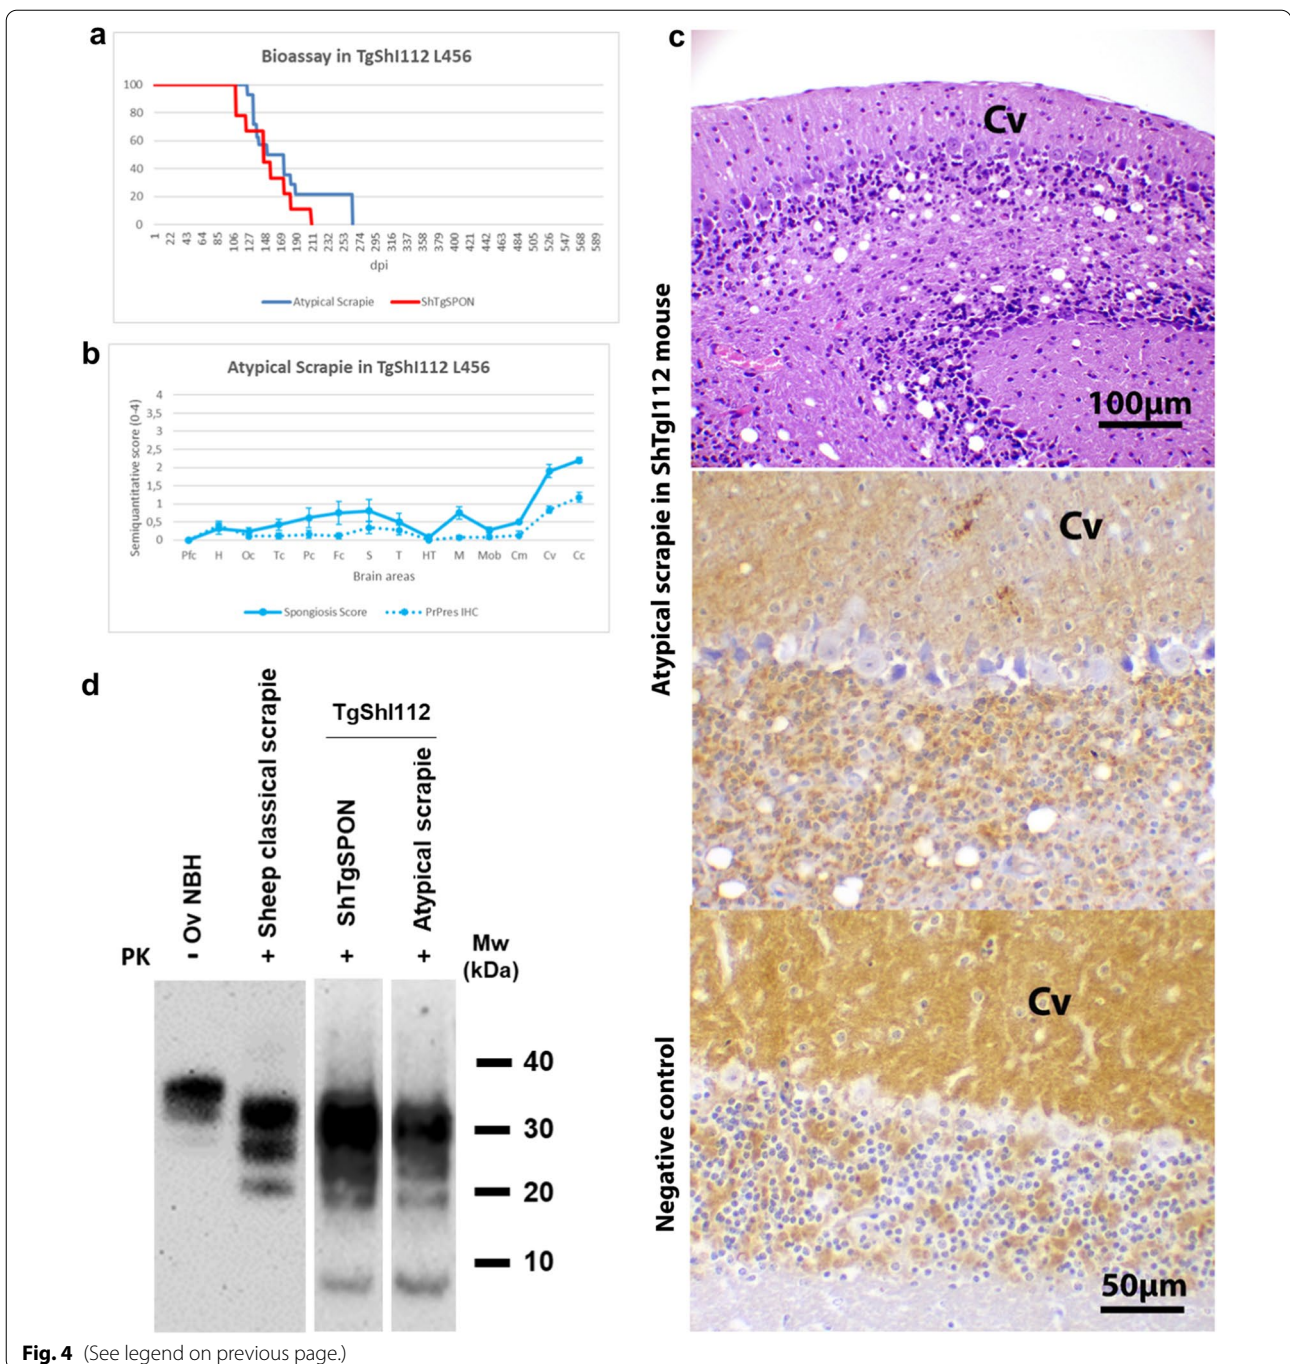 a
Bioassay in TgShI112 L456
100
80
60
40
20
0
1 22 43 64 85 106 127 148 169 190 211 232 253 274 295 316 337 358 379 400 421 442 463 484 505 526 547 568 589
dpi
Atypical Scrapie ShTgSPON
b
Atypical Scrapie in TgShI112 L456
Semiquantitative score (0-4)
4
3,5
3
2,5
2
1,5
1
0,5
0
Pfc H Oc Tc Pc Fc S T HT M Mob Cm Cv Cc
Brain areas
Spongiosis Score PrPres IHC
c
Atypical scrapie in ShTgI112 mouse
Cv
100µm
Cv
Negative control
Cv
50µm
d
TgShI112
Ov NBH
Sheep classical scrapie
ShTgSPON
Atypical scrapie
PK - + + + Mw
(kDa)
40
30
20
10
Fig. 4 (See legend on previous page.)